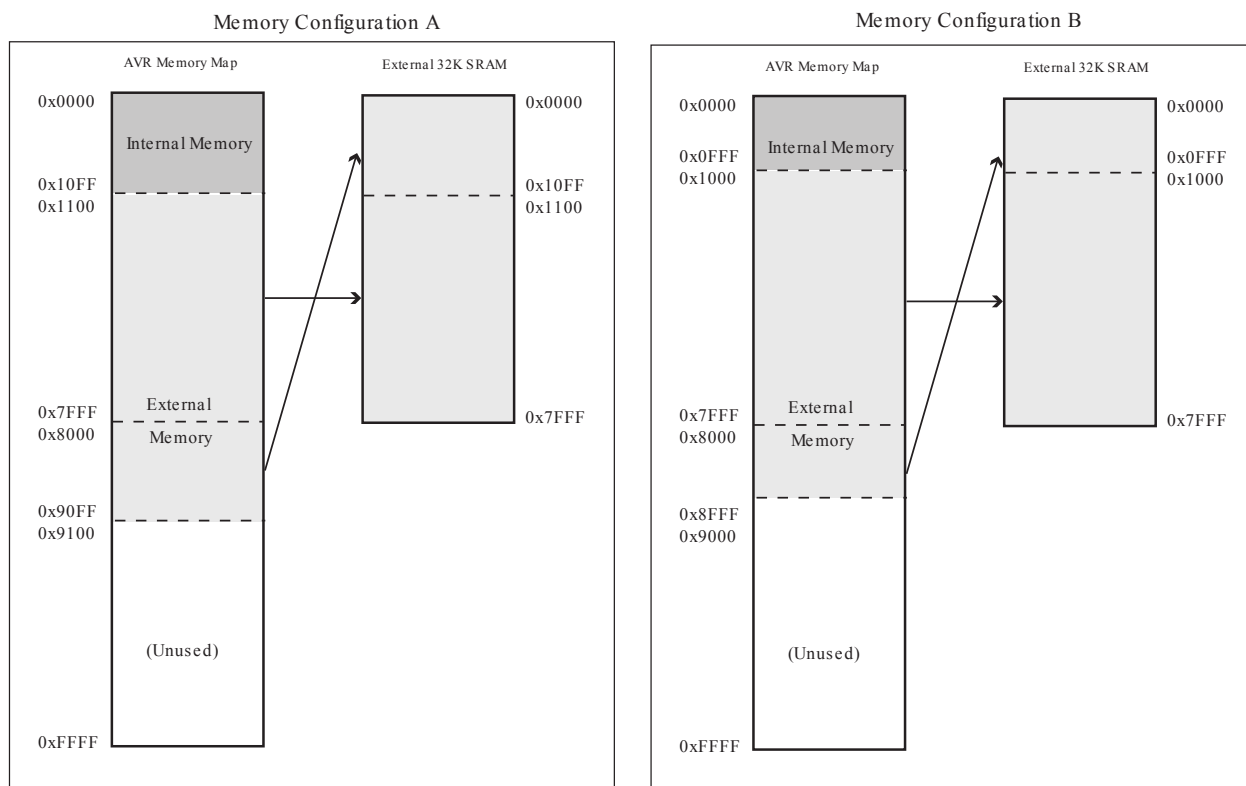 Memory Configuration A
AVR Memory Map
External 32K SRAM
0x0000
Internal Memory
0x10FF
0x1100
External
Memory
0x7FFF
0x8000
0x90FF
0x9100
(Unused)
0xFFFF
0x0000
0x10FF
0x1100
0x7FFF
Memory Configuration B
AVR Memory Map
External 32K SRAM
0x0000
Internal Memory
0x0FFF
0x1000
External
Memory
0x7FFF
0x8000
0x8FFF
0x9000
(Unused)
0xFFFF
0x0000
0x0FFF
0x1000
0x7FFF